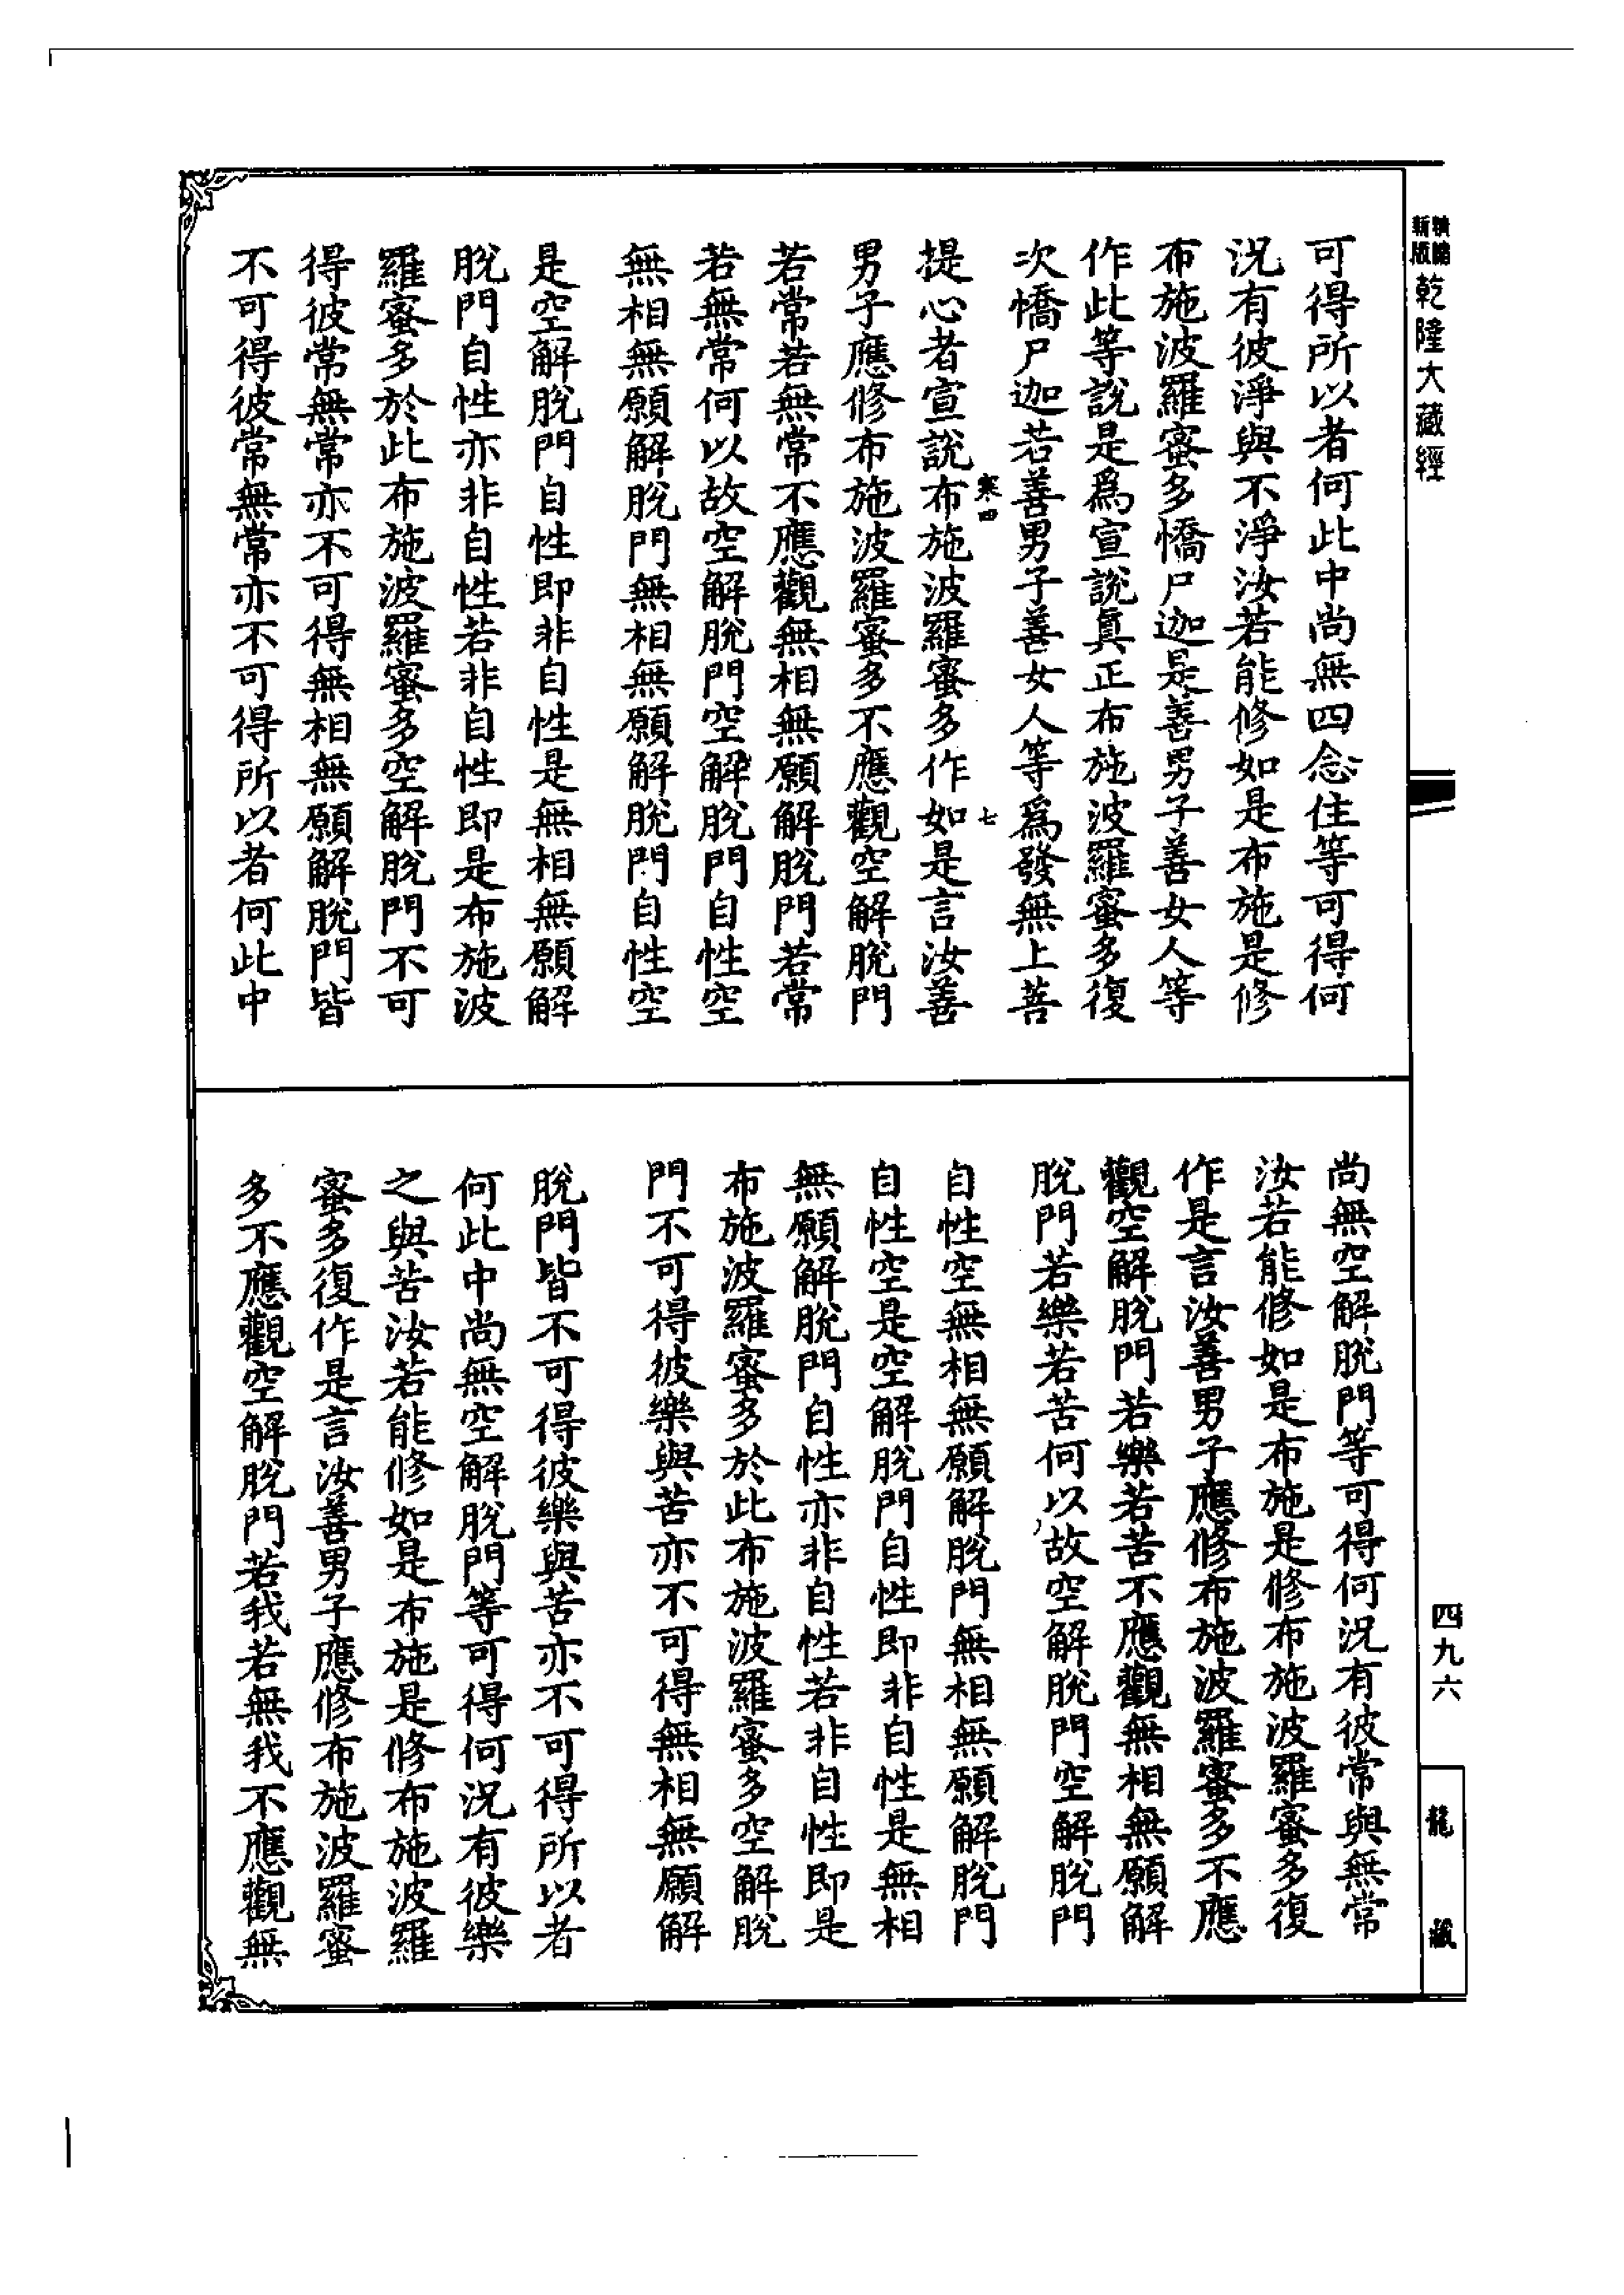 新版
精縮
乾隆大藏經
可得所以者何此中尚無四念住等可得何
況有彼淨與不淨汝若能修如是布施是修
布施波羅蜜多憍尸迦是善男子善女人等
作此等說是爲宣說眞正布施波羅蜜多復
次憍尸迦若善男子善女人等爲發無上菩
寒四
七
提心者宣說布施波羅蜜多作如是言汝善
男子應修布施波羅蜜多不應觀空解脫門
若常若無常不應觀無相無願解脫門若常
若無常何以故空解脫門空解脫門自性空
無相無願解脫門無相無願解脫門自性空
是空解脫門自性即非自性是無相無願解
脫門自性亦非自性若非自性即是布施波
羅蜜多於此布施波羅蜜多空解脫門不可
得彼常無常亦不可得無相無願解脫門皆
不可得彼常無常亦不可得所以者何此中
尚無空解脫門等可得何況有彼常與無常
汝若能修如是布施是修布施波羅蜜多復
作是言汝善男子應修布施波羅蜜多不應
觀空解脫門若樂若苦不應觀無相無願解
脫門若樂若苦何以故空解脫門空解脫門
自性空無相無願解脫門無相無願解脫門
自性空是空解脫門自性即非自性是無相
無願解脫門自性亦非自性若非自性即是
布施波羅蜜多於此布施波羅蜜多空解脫
門不可得彼樂與苦亦不可得無相無願解
脫門皆不可得彼樂與苦亦不可得所以者
何此中尚無空解脫門等可得何況有彼樂
之與苦汝若能修如是布施是修布施波羅
蜜多復作是言汝善男子應修布施波羅蜜
多不應觀空解脫門若我若無我不應觀無
四九六
龍藏